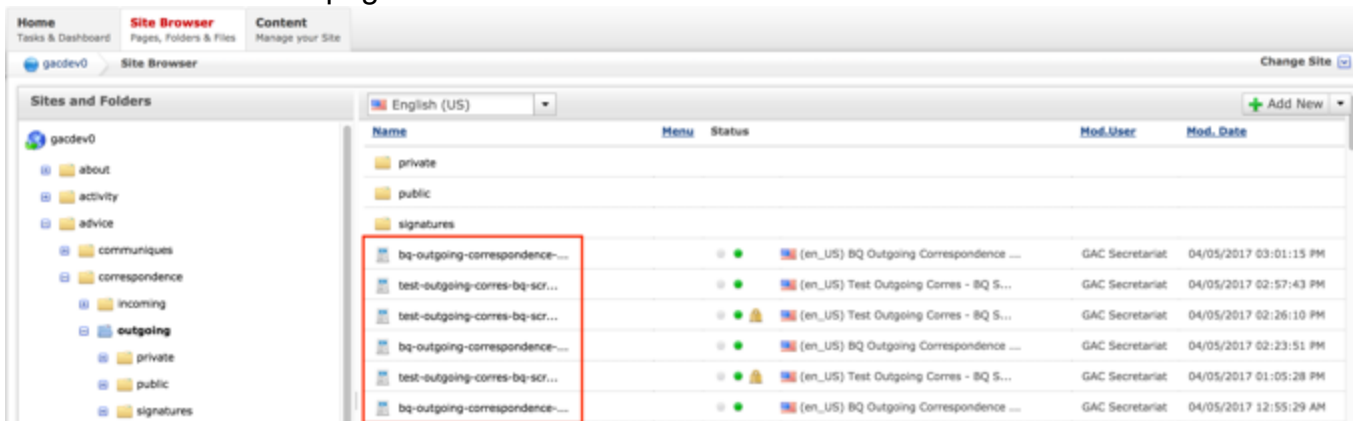 Home Site Browser Content
Tasks & Dashboard Pages, Folders & Files Manage your Site
gacdev0 Site Browser Change Site
Sites and Folders English (US) Add New
gacdev0 Name Menu Status Mod.User Mod. Date
about private
activity public
advice signatures
communiques bq-outgoing-correspondence-... (en_US) BQ Outgoing Correspondence .... GAC Secretariat 04/05/2017 03:01:15 PM
correspondence test-outgoing-corres-bq-scr... (en_US) Test Outgoing Corres - BQ S... GAC Secretariat 04/05/2017 02:57:43 PM
incoming test-outgoing-corres-bq-scr... (en_US) Test Outgoing Corres - BQ S... GAC Secretariat 04/05/2017 02:26:10 PM
outgoing bq-outgoing-correspondence-... (en_US) BQ Outgoing Correspondence .... GAC Secretariat 04/05/2017 02:23:51 PM
private test-outgoing-corres-bq-scr... (en_US) Test Outgoing Corres - BQ S... GAC Secretariat 04/05/2017 01:05:28 PM
public
signatures bq-outgoing-correspondence-... (en_US) BQ Outgoing Correspondence .... GAC Secretariat 04/05/2017 12:55:29 AM